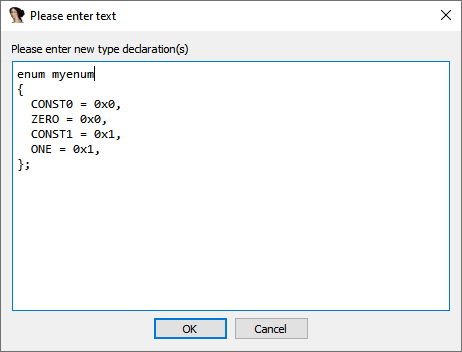 Please enter text
Please enter new type declaration(s)
enum myenum
{
  CONST0 = 0x0,
  ZERO = 0x0,
  CONST1 = 0x1,
  ONE = 0x1,
};
OK Cancel